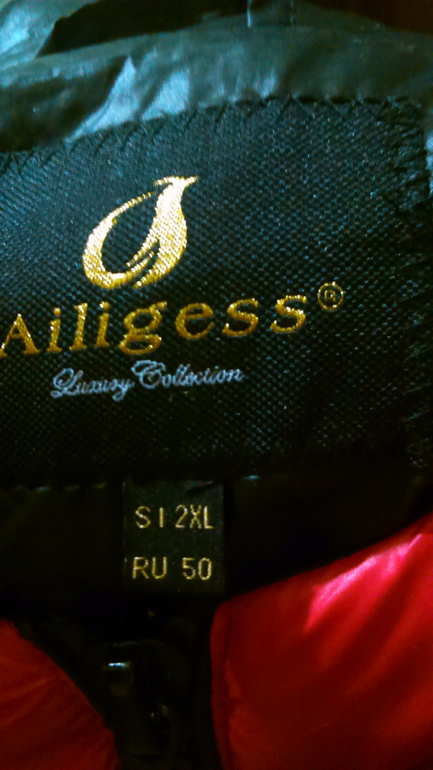 Ailigess®
Luxury Collection
S | 2XL
RU 50